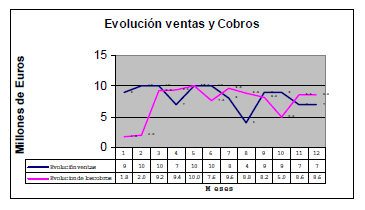 Evolución ventas y Cobros
Millones de Euros
15
10
5
0
1 2 3 4 5 6 7 8 9 10 11 12
Evolución ventas 9 10 10 7 10 10 8 4 9 9 7 7
Evolución de los cobros 1.8 2.0 9.2 9.4 10.0 7.6 9.6 8.8 8.2 5.0 8.6 8.6
Meses